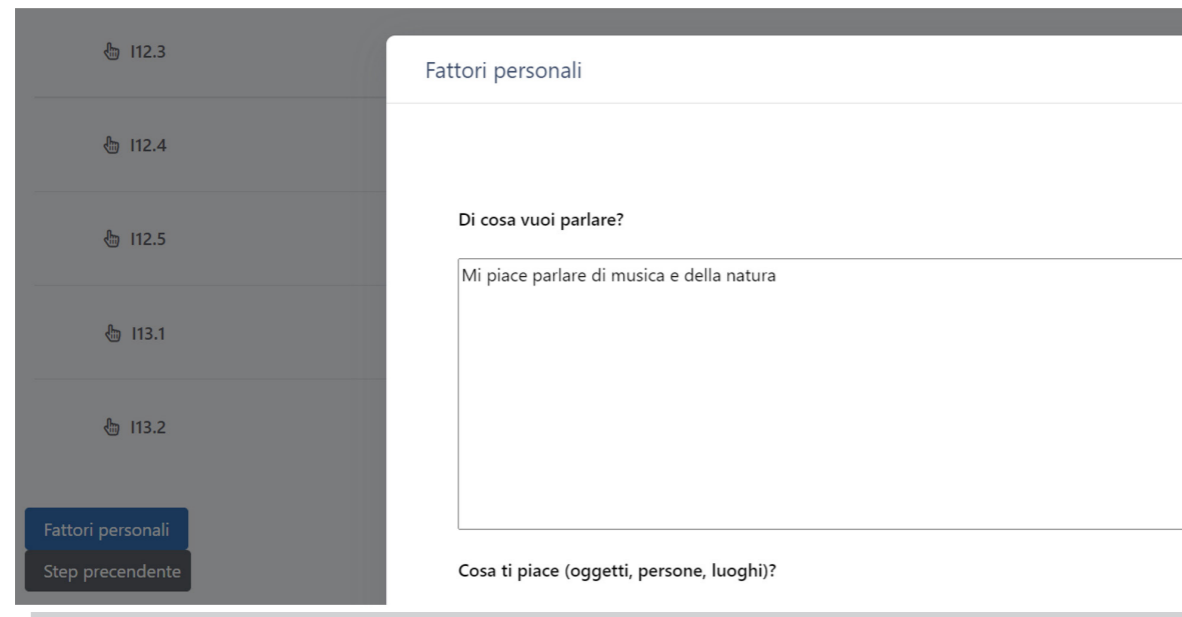 I12.3
Fattori personali
I12.4
Di cosa vuoi parlare?
I12.5
Mi piace parlare di musica e della natura
I13.1
I13.2
Fattori personali
Step precendente
Cosa ti piace (oggetti, persone, luoghi)?